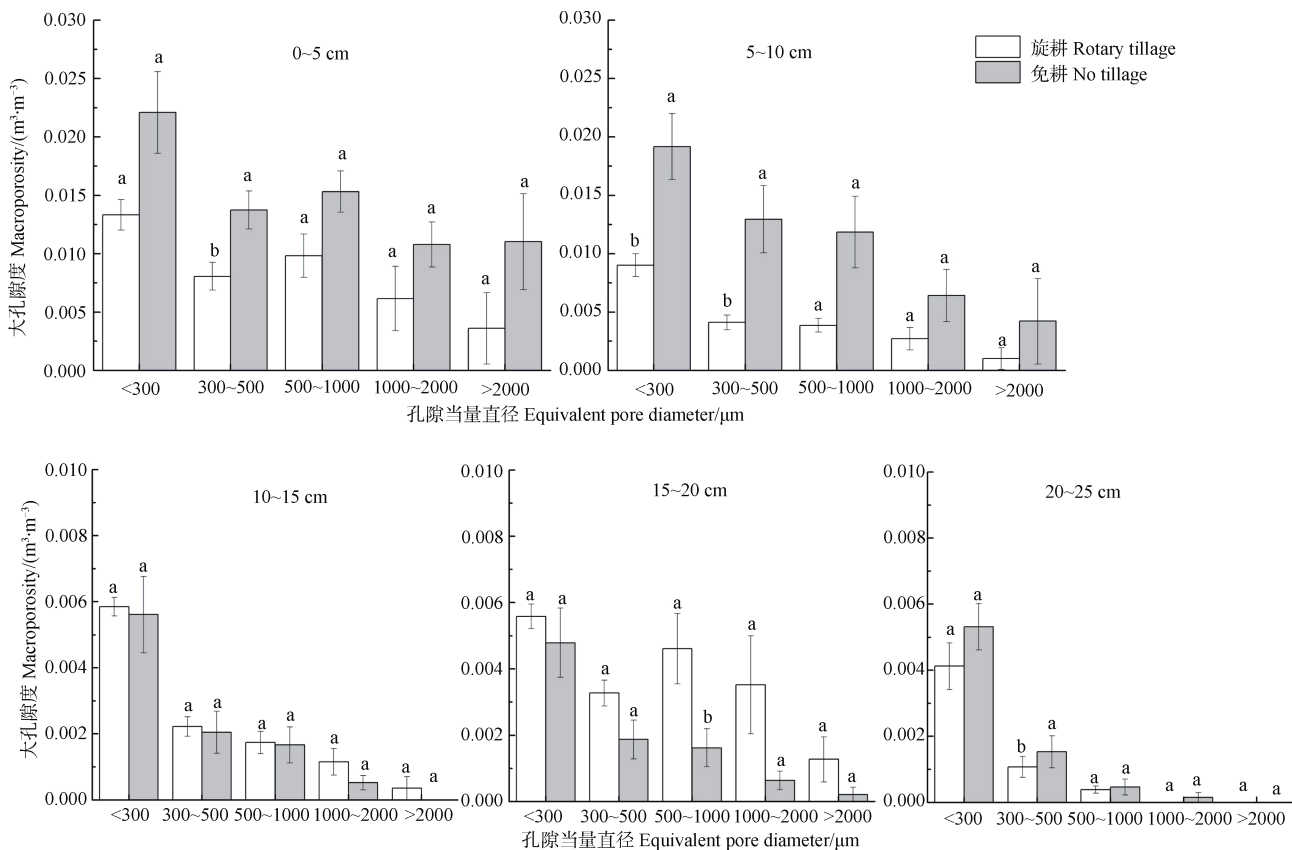 0~5 cm
5~10 cm
旋耕 Rotary tillage
免耕 No tillage
大孔隙度 Macroporosity/(m³·m⁻³)
0.030
0.025
0.020
0.015
0.010
0.005
0.000
a
a
b
a
a
a
a
a
a
a
<300
300~500
500~1000
1000~2000
>2000
0.030
0.025
0.020
0.015
0.010
0.005
0.000
b
a
b
a
a
a
a
a
a
a
<300
300~500
500~1000
1000~2000
>2000
孔隙当量直径 Equivalent pore diameter/μm
大孔隙度 Macroporosity/(m³·m⁻³)
10~15 cm
0.010
0.008
0.006
0.004
0.002
0.000
a
a
a
a
a
a
a
a
a
a
<300
300~500
500~1000
1000~2000
>2000
15~20 cm
0.010
0.008
0.006
0.004
0.002
0.000
a
a
a
a
a
b
a
a
a
a
<300
300~500
500~1000
1000~2000
>2000
20~25 cm
0.010
0.008
0.006
0.004
0.002
0.000
a
a
b
a
a
a
a
a
a
a
<300
300~500
500~1000
1000~2000
>2000
孔隙当量直径 Equivalent pore diameter/μm